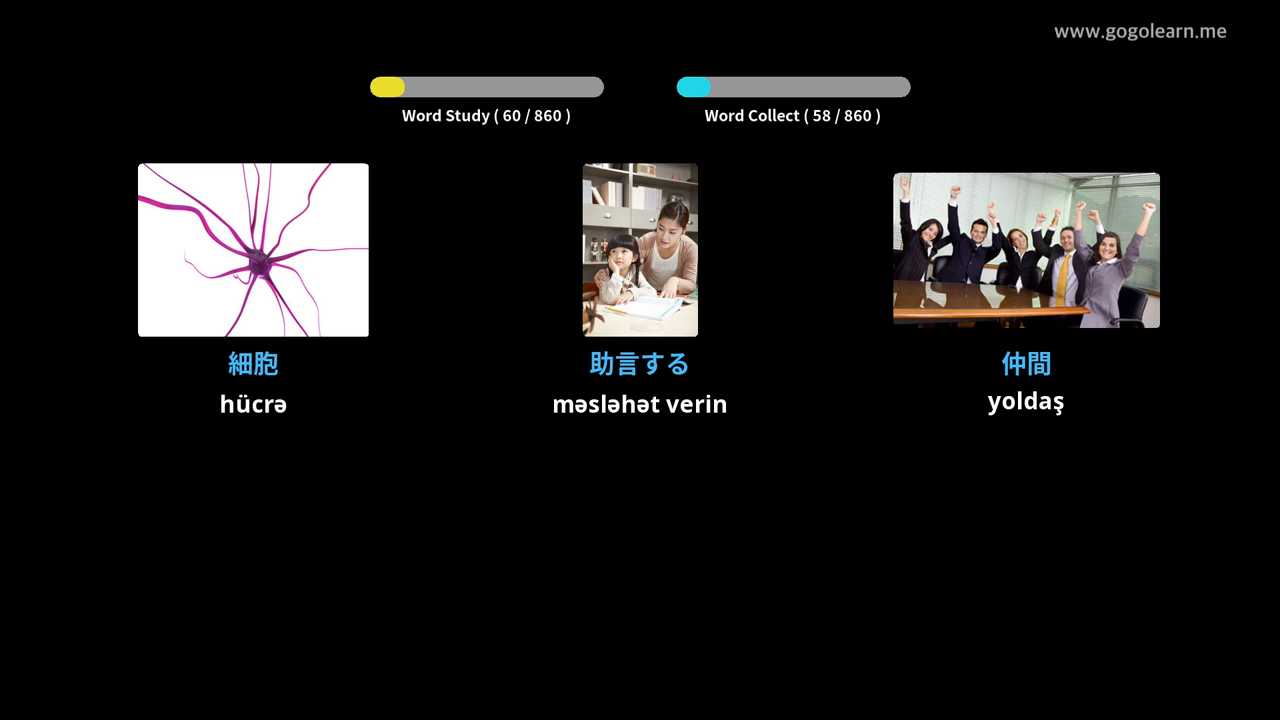 www.gogolearn.me
Word Study ( 60 / 860 )
Word Collect ( 58 / 860 )
細胞
hücrə
助言する
məsləhət verin
仲間
yoldaş